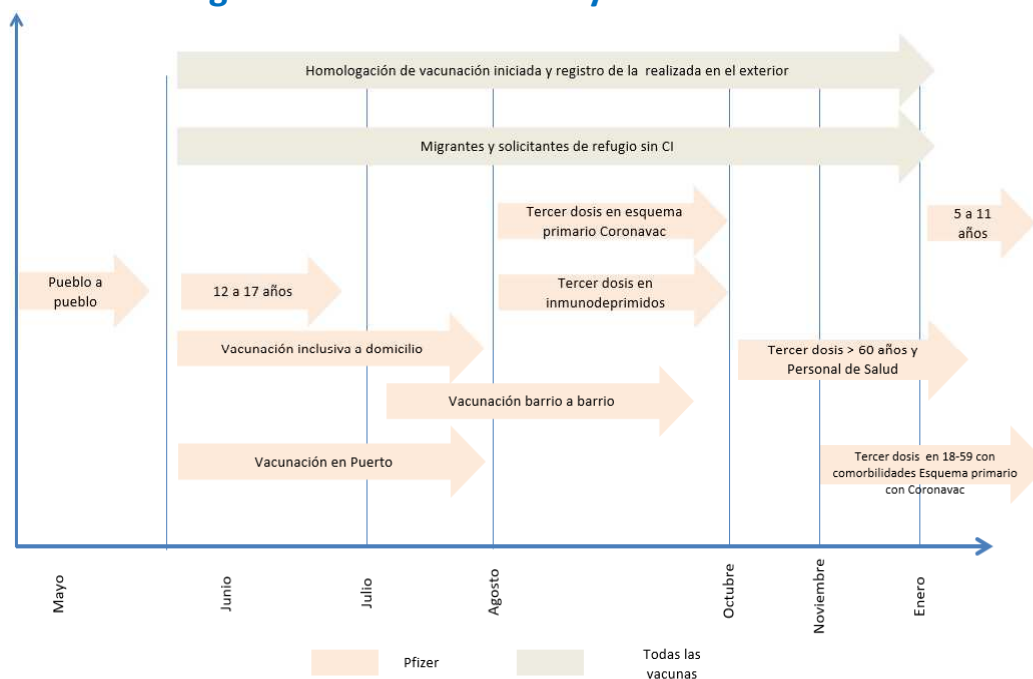 Homologación de vacunación iniciada y registro de la realizada en el exterior
Migrantes y solicitantes de refugio sin CI
Tercer dosis en esquema
primario Coronavac
5 a 11
años
Pueblo a
pueblo
12 a 17 años
Tercer dosis en
inmunodeprimidos
Vacunación inclusiva a domicilio
Tercer dosis > 60 años y
Personal de Salud
Vacunación barrio a barrio
Vacunación en Puerto
Tercer dosis en 18-59 con
comorbilidades Esquema primario
con Coronavac
Mayo
Junio
Julio
Agosto
Octubre
Noviembre
Enero
Pfizer
Todas las
vacunas